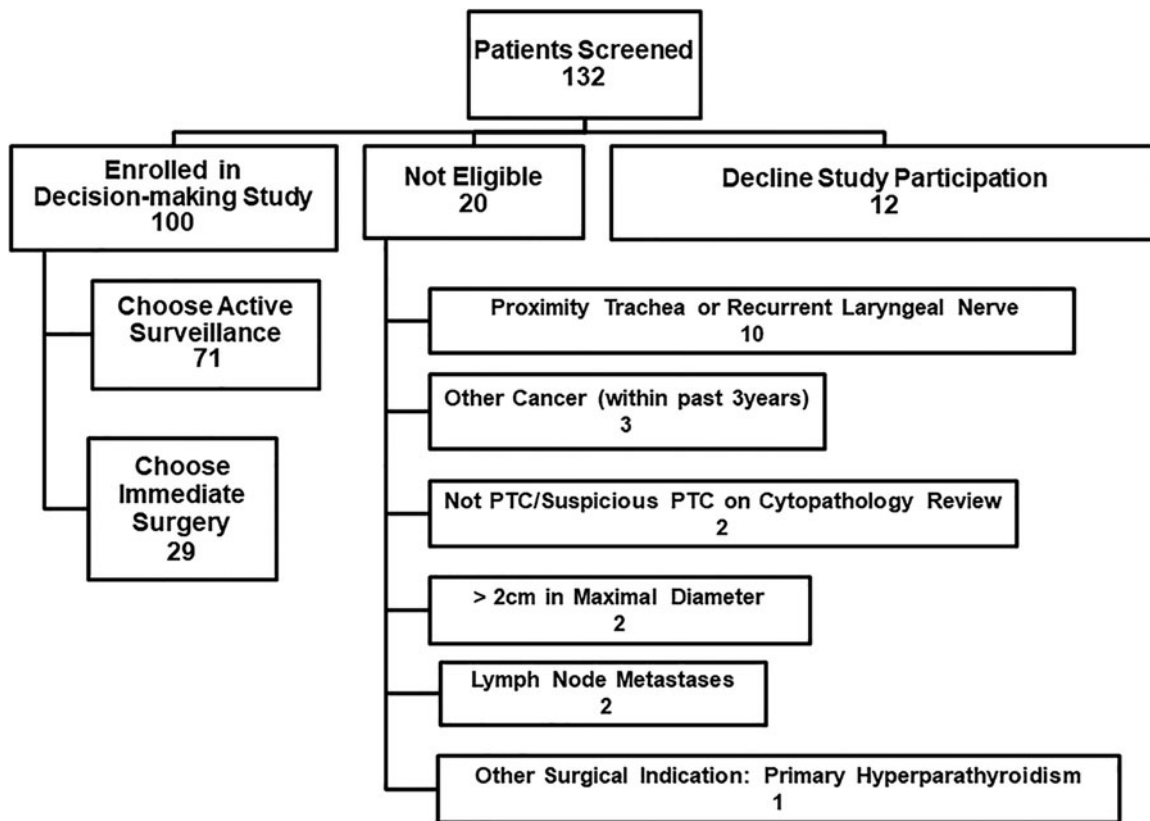 Patients Screened
132
Enrolled in
Decision-making Study
100
Not Eligible
20
Decline Study Participation
12
Choose Active
Surveillance
71
Choose
Immediate
Surgery
29
Proximity Trachea or Recurrent Laryngeal Nerve
10
Other Cancer (within past 3years)
3
Not PTC/Suspicious PTC on Cytopathology Review
2
> 2cm in Maximal Diameter
2
Lymph Node Metastases
2
Other Surgical Indication: Primary Hyperparathyroidism
1